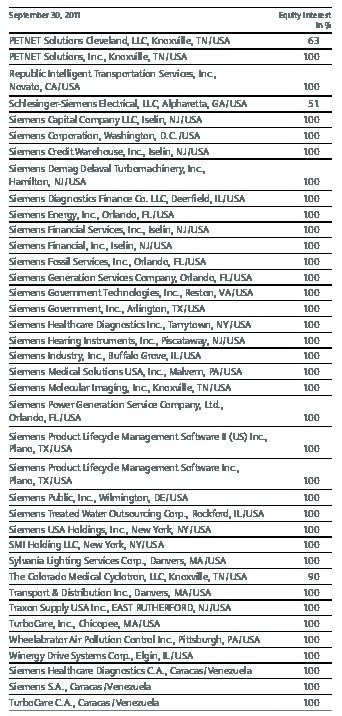 September 30, 2011 Equity interest
in %
PETNET Solutions Cleveland, LLC, Knoxville, TN/USA 63
PETNET Solutions, Inc., Knoxville, TN/USA 100
Republic Intelligent Transportation Services, Inc.,
Novato, CA/USA 100
Schlesinger-Siemens Electrical, LLC, Alpharetta, GA/USA 51
Siemens Capital Company LLC, Iselin, NJ/USA 100
Siemens Corporation, Washington, D.C./USA 100
Siemens Credit Warehouse, Inc., Iselin, NJ/USA 100
Siemens Demag Delaval Turbomachinery, Inc.,
Hamilton, NJ/USA 100
Siemens Diagnostics Finance Co. LLC, Deerfield, IL/USA 100
Siemens Energy, Inc., Orlando, FL/USA 100
Siemens Financial Services, Inc., Iselin, NJ/USA 100
Siemens Financial, Inc., Iselin, NJ/USA 100
Siemens Fossil Services, Inc., Orlando, FL/USA 100
Siemens Generation Services Company, Orlando, FL/USA 100
Siemens Government Technologies, Inc., Reston, VA/USA 100
Siemens Government, Inc., Arlington, TX/USA 100
Siemens Healthcare Diagnostics Inc., Tarrytown, NY/USA 100
Siemens Hearing Instruments, Inc., Piscataway, NJ/USA 100
Siemens Industry, Inc., Buffalo Grove, IL/USA 100
Siemens Medical Solutions USA, Inc., Malvern, PA/USA 100
Siemens Molecular Imaging, Inc., Knoxville, TN/USA 100
Siemens Power Generation Service Company, Ltd.,
Orlando, FL/USA 100
Siemens Product Lifecycle Management Software II (US) Inc.,
Plano, TX/USA 100
Siemens Product Lifecycle Management Software Inc.,
Plano, TX/USA 100
Siemens Public, Inc., Wilmington, DE/USA 100
Siemens Treated Water Outsourcing Corp., Rockford, IL/USA 100
Siemens USA Holdings, Inc., New York, NY/USA 100
SMI Holding LLC, New York, NY/USA 100
Sylvania Lighting Services Corp., Danvers, MA/USA 100
The Colorado Medical Cyclotron, LLC, Knoxville, TN/USA 90
Transport & Distribution Inc., Danvers, MA/USA 100
Traxon Supply USA Inc., EAST RUTHERFORD, NJ/USA 100
TurboCare, Inc., Chicopee, MA/USA 100
Wheelabrator Air Pollution Control Inc., Pittsburgh, PA/USA 100
Winergy Drive Systems Corp., Elgin, IL/USA 100
Siemens Healthcare Diagnostics C.A., Caracas/Venezuela 100
Siemens S.A., Caracas/Venezuela 100
TurboCare C.A., Caracas/Venezuela 100